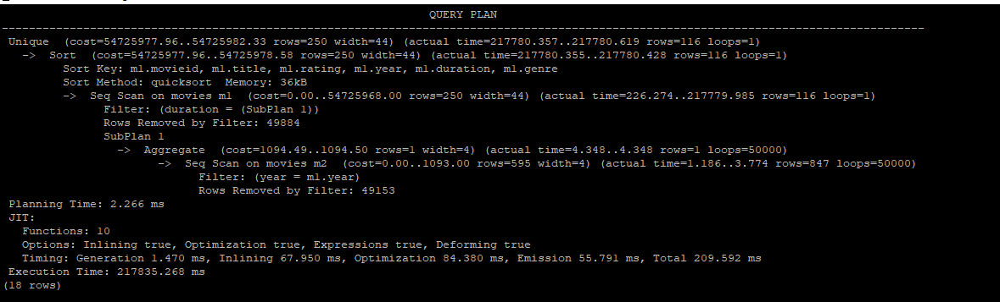 QUERY PLAN
--------------------------------------------------------------------------------------------------------------------------------------------
Unique  (cost=54725977.96..54725982.33 rows=250 width=44) (actual time=217780.357..217780.619 rows=116 loops=1)
  ->  Sort  (cost=54725977.96..54725978.58 rows=250 width=44) (actual time=217780.355..217780.428 rows=116 loops=1)
        Sort Key: m1.movieid, m1.title, m1.rating, m1.year, m1.duration, m1.genre
        Sort Method: quicksort  Memory: 36kB
        ->  Seq Scan on movies m1  (cost=0.00..54725968.00 rows=250 width=44) (actual time=226.274..217779.985 rows=116 loops=1)
              Filter: (duration = (SubPlan 1))
              Rows Removed by Filter: 49884
              SubPlan 1
                ->  Aggregate  (cost=1094.49..1094.50 rows=1 width=4) (actual time=4.348..4.348 rows=1 loops=50000)
                      ->  Seq Scan on movies m2  (cost=0.00..1093.00 rows=595 width=4) (actual time=1.186..3.774 rows=847 loops=50000)
                            Filter: (year = m1.year)
                            Rows Removed by Filter: 49153
Planning Time: 2.266 ms
JIT:
  Functions: 10
  Options: Inlining true, Optimization true, Expressions true, Deforming true
  Timing: Generation 1.470 ms, Inlining 67.950 ms, Optimization 84.380 ms, Emission 55.791 ms, Total 209.592 ms
Execution Time: 217835.268 ms
(18 rows)